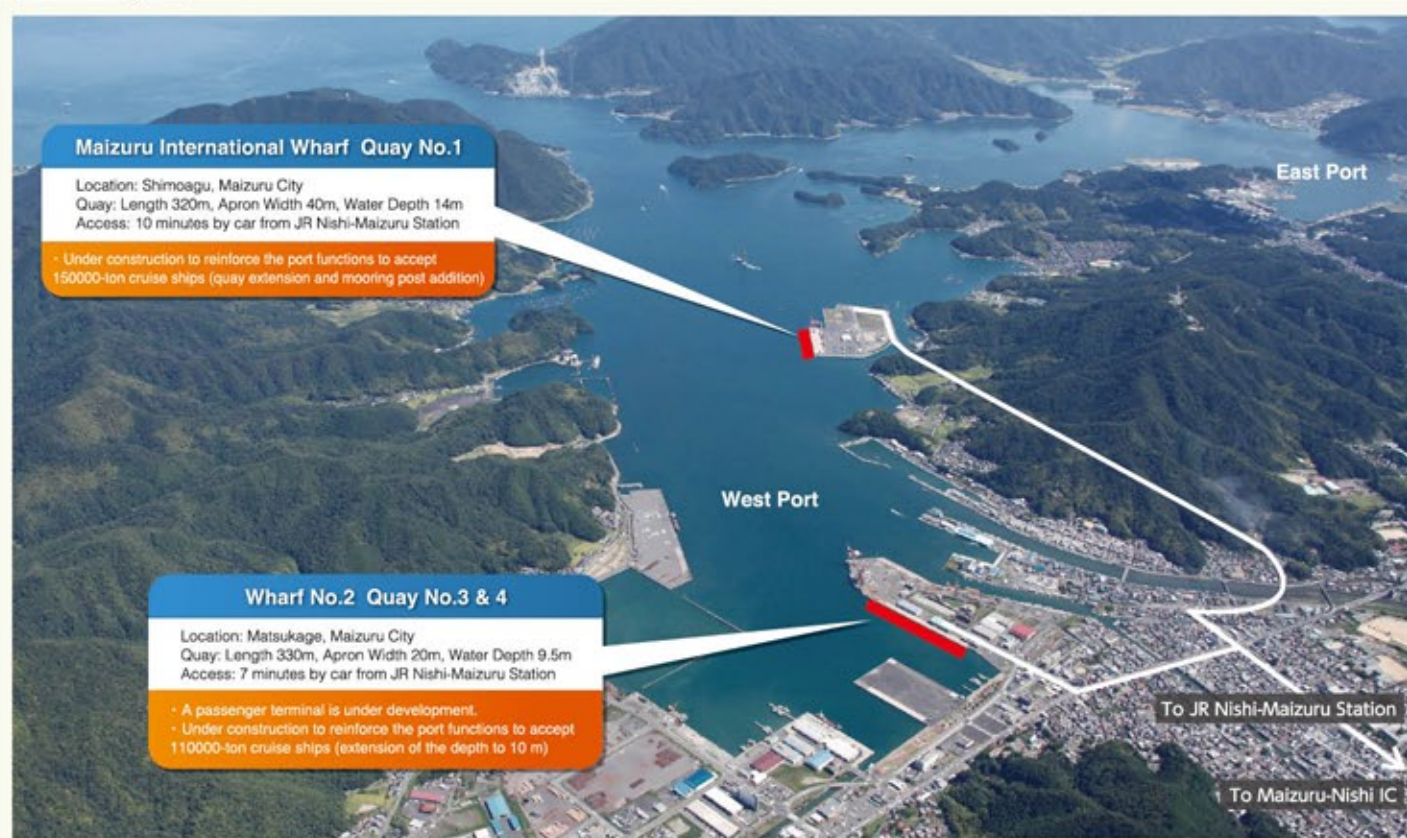 Maizuru International Wharf Quay No.1
Location: Shimoagu, Maizuru City
Quay: Length 320m, Apron Width 40m, Water Depth 14m
Access: 10 minutes by car from JR Nishi-Maizuru Station
· Under construction to reinforce the port functions to accept
150000-ton cruise ships (quay extension and mooring post addition)
East Port
West Port
Wharf No.2 Quay No.3 & 4
Location: Matsukage, Maizuru City
Quay: Length 330m, Apron Width 20m, Water Depth 9.5m
Access: 7 minutes by car from JR Nishi-Maizuru Station
· A passenger terminal is under development.
· Under construction to reinforce the port functions to accept
110000-ton cruise ships (extension of the depth to 10 m)
To JR Nishi-Maizuru Station
To Maizuru-Nishi IC